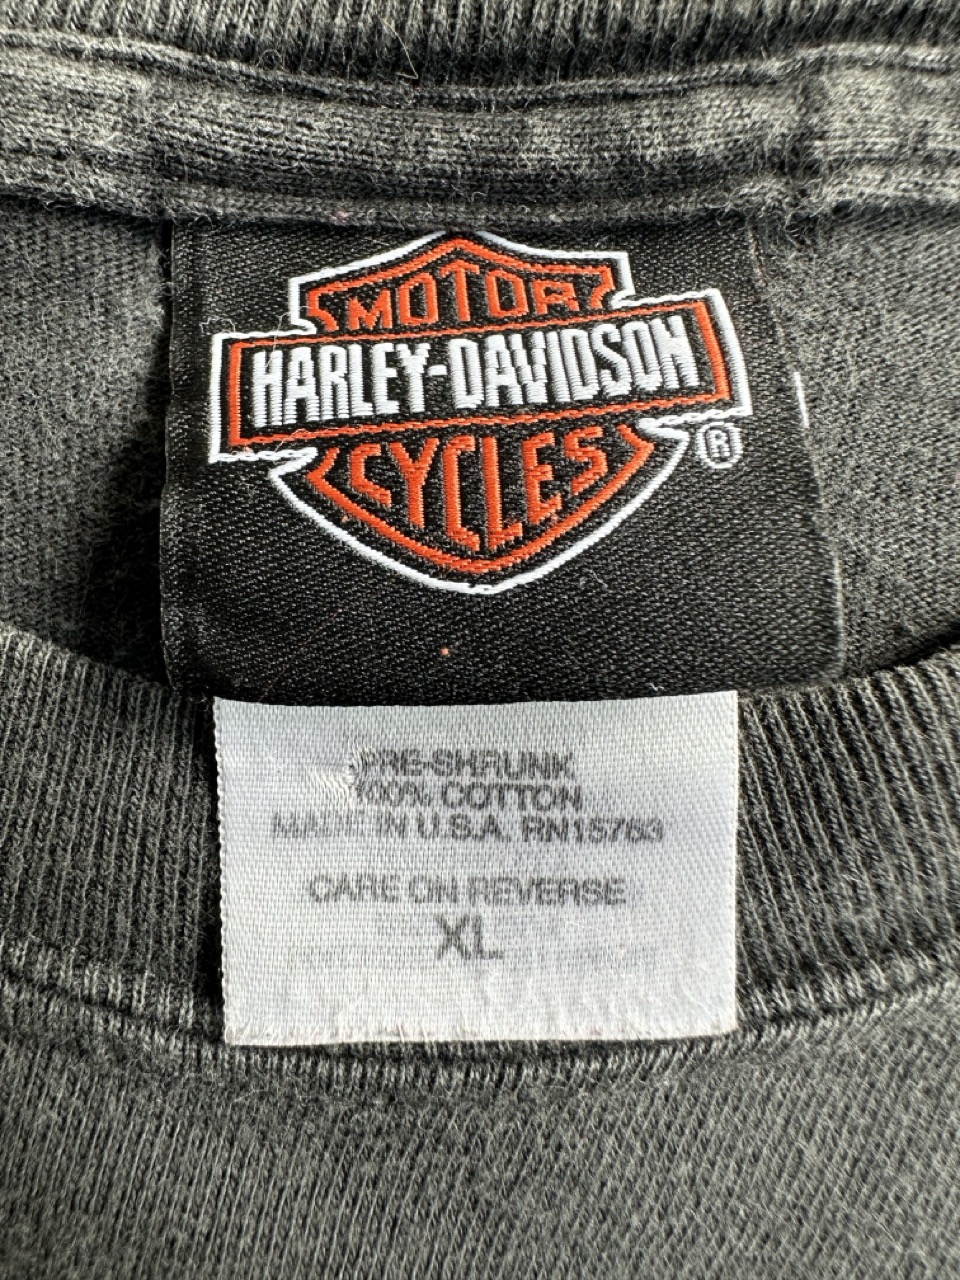 MOTOR
HARLEY-DAVIDSON
CYCLES
®
PRE-SHRUNK
100% COTTON
MADE IN U.S.A. RN15763
CARE ON REVERSE
XL